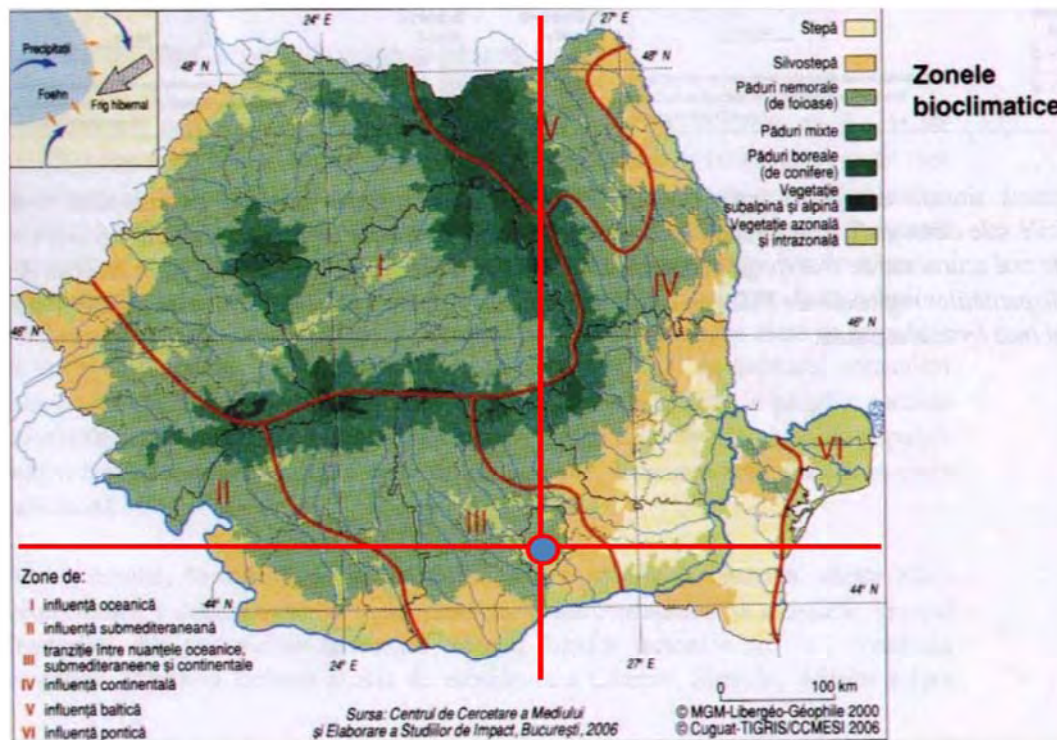 24° E
27° E
Precipitații
Foehn
Frig hibernal
48° N
48° N
Stepă
Silvostepă
Păduri nemorale
(de foioase)
Păduri mixte
Păduri boreale
(de conifere)
Vegetație
subalpină și alpină
Vegetație azonală
și intrazonală
Zonele
bioclimatice
V
I
IV
46° N
46° N
VI
II
III
44° N
44° N
Zone de:
I influență oceanică
II influență submediteraneană
III tranziție între nuanțele oceanice,
submediteraneene și continentale
IV influență continentală
V influență baltică
VI influență pontică
24° E
27° E
0 100 km
Sursa: Centrul de Cercetare a Mediului
și Elaborare a Studiilor de Impact, București, 2006
© MGM-Libergéo-Géophile 2000
© Cuguat-TIGRIS/CCMESI 2006